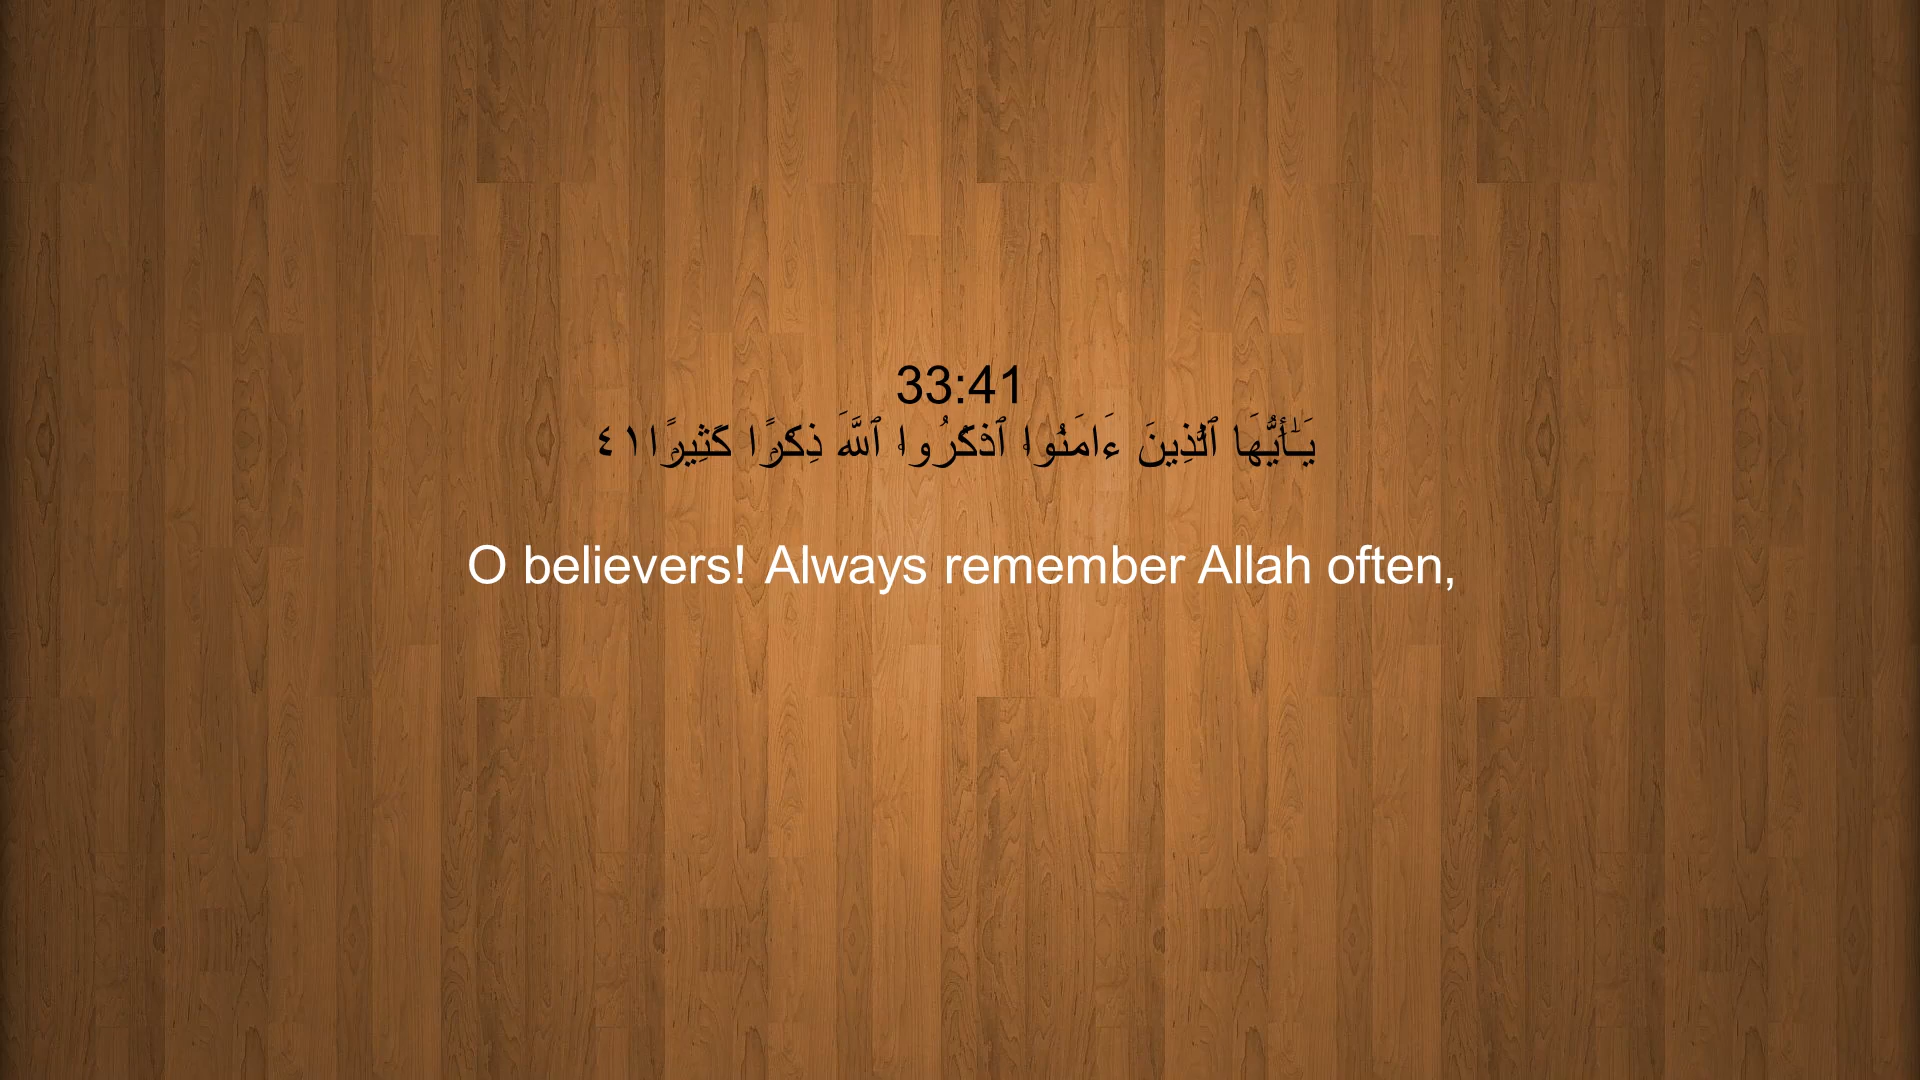 33:41
يَـٰٓأَيُّهَا ٱلَّذِينَ ءَامَنُوا۟ ٱذْكُرُوا۟ ٱللَّهَ ذِكْرًۭا كَثِيرًۭا ٤١
O believers! Always remember Allah often,